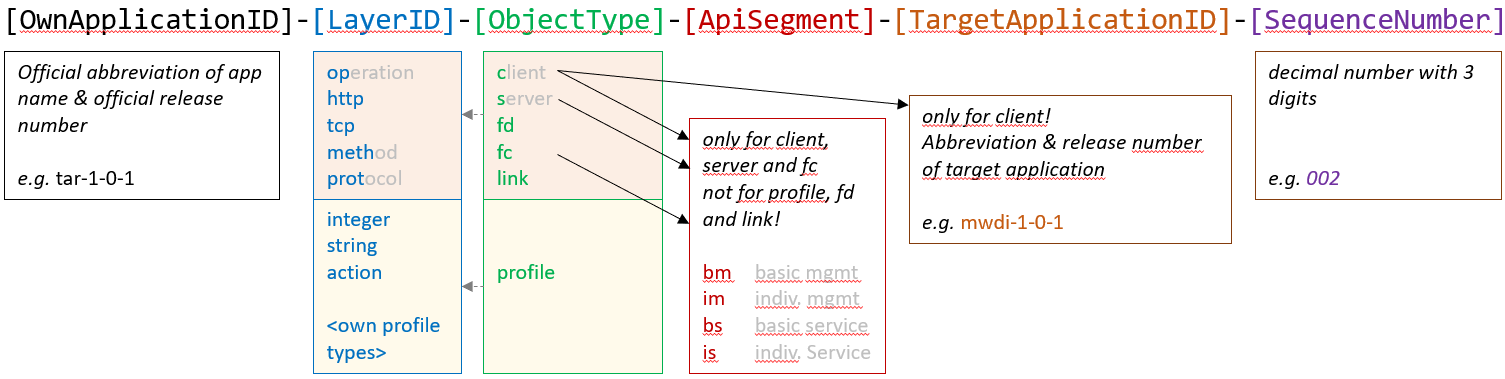 [OwnApplicationID]-[LayerID]-[ObjectType]-[ApiSegment]-[TargetApplicationID]-[SequenceNumber]
Official abbreviation of app
name & official release
number
e.g. tar-1-0-1
operation
http
tcp
method
protocol
integer
string
action
<own profile
types>
client
server
fd
fc
link
profile
only for client,
server and fc
not for profile, fd
and link!
bm basic mgmt
im indiv. mgmt
bs basic service
is indiv. Service
only for client!
Abbreviation & release number
of target application
e.g. mwdi-1-0-1
decimal number with 3
digits
e.g. 002